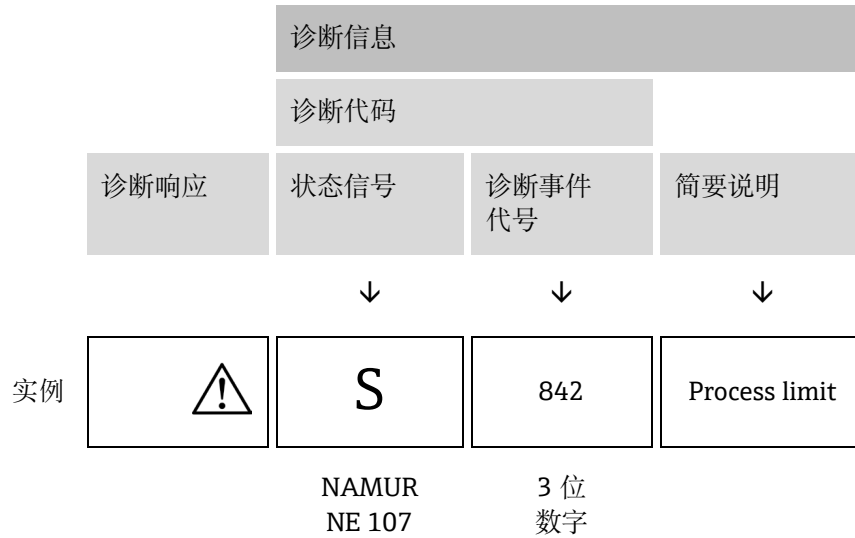 诊断信息
诊断代码
诊断响应
状态信号
诊断事件
代号
简要说明
实例
S
842
Process limit
NAMUR
NE 107
3 位
数字